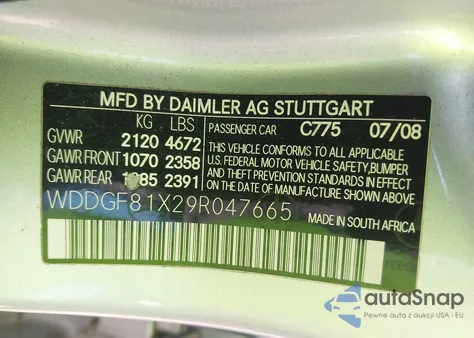 MFD BY DAIMLER AG STUTTGART
KG LBS
GVWR 2120 4672
GAWR FRONT 1070 2358
GAWR REAR 1085 2391
PASSENGER CAR C775 07/08
THIS VEHICLE CONFORMS TO ALL APPLICABLE
U.S. FEDERAL MOTOR VEHICLE SAFETY, BUMPER
AND THEFT PREVENTION STANDARDS IN
EFFECT ON THE DATE OF MANUFACTURE
SHOWN ABOVE.
WDDGF81X29R047665
MADE IN SOUTH AFRICA
autoSnap
Pewne auta z aukcji USA i EU